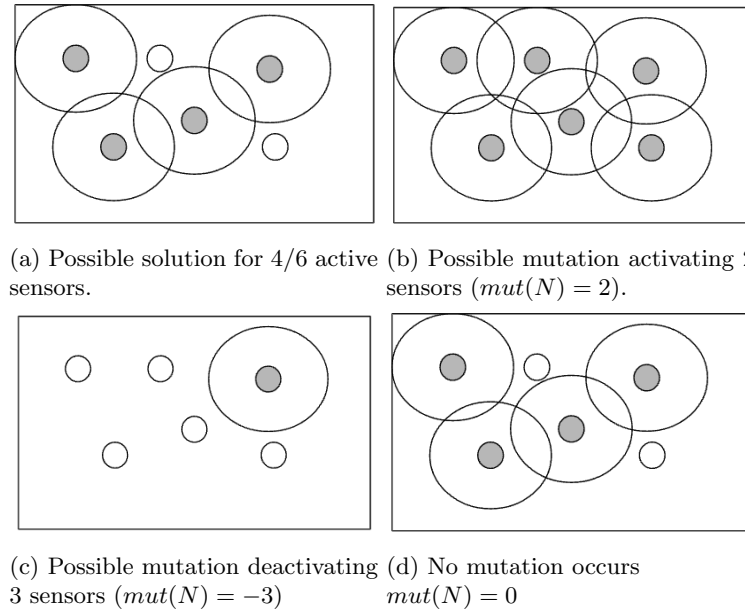 (a) Possible solution for 4/6 active
sensors.
(b) Possible mutation activating
sensors (mut(N) = 2).
(c) Possible mutation deactivating
3 sensors (mut(N) = −3)
(d) No mutation occurs
mut(N) = 0